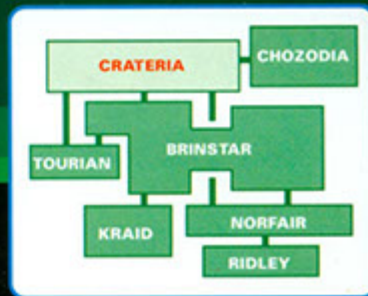 CRATERIA
CHOZODIA
TOURIAN
BRINSTAR
KRAID
NORFAIR
RIDLEY